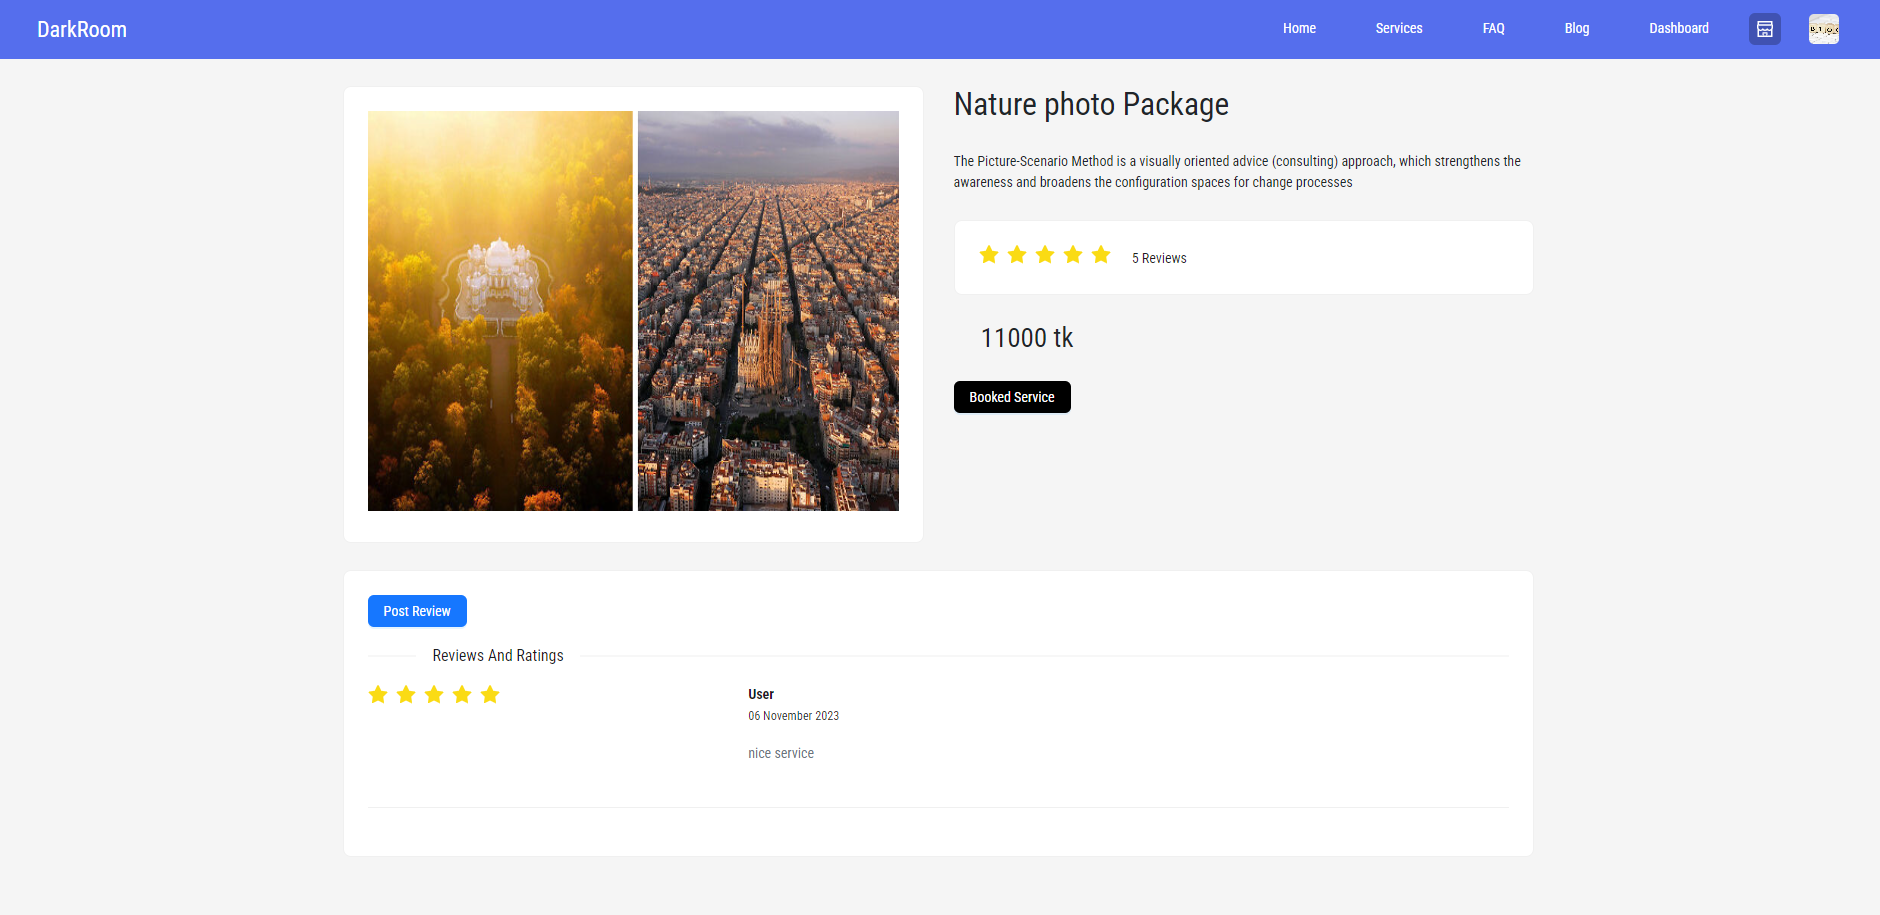 DarkRoom
Home
Services
FAQ
Blog
Dashboard
Nature photo Package
The Picture-Scenario Method is a visually oriented advice (consulting) approach, which strengthens the
awareness and broadens the configuration spaces for change processes
5 Reviews
11000 tk
Booked Service
Post Review
Reviews And Ratings
User
06 November 2023
nice service